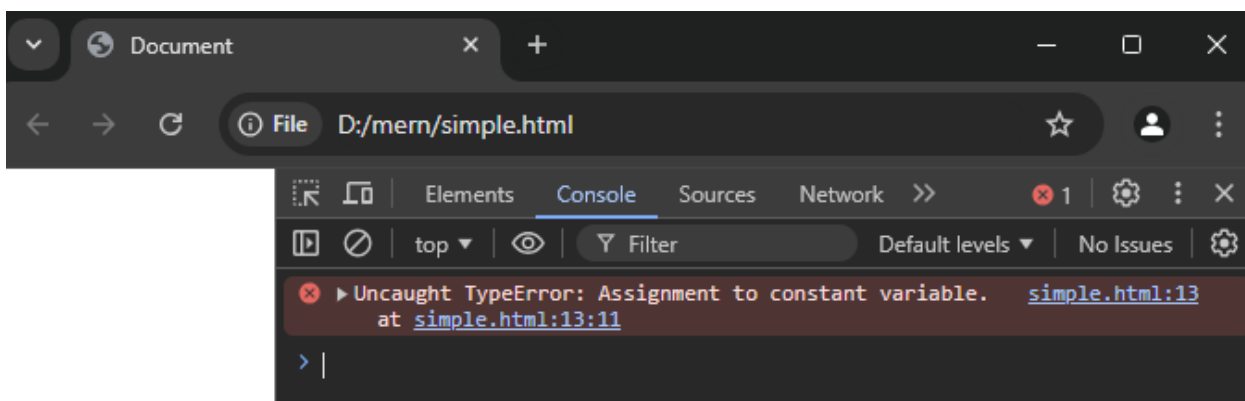 Document
File D:/mern/simple.html
Elements Console Sources Network 1
top Filter Default levels No Issues
Uncaught TypeError: Assignment to constant variable. simple.html:13
at simple.html:13:11